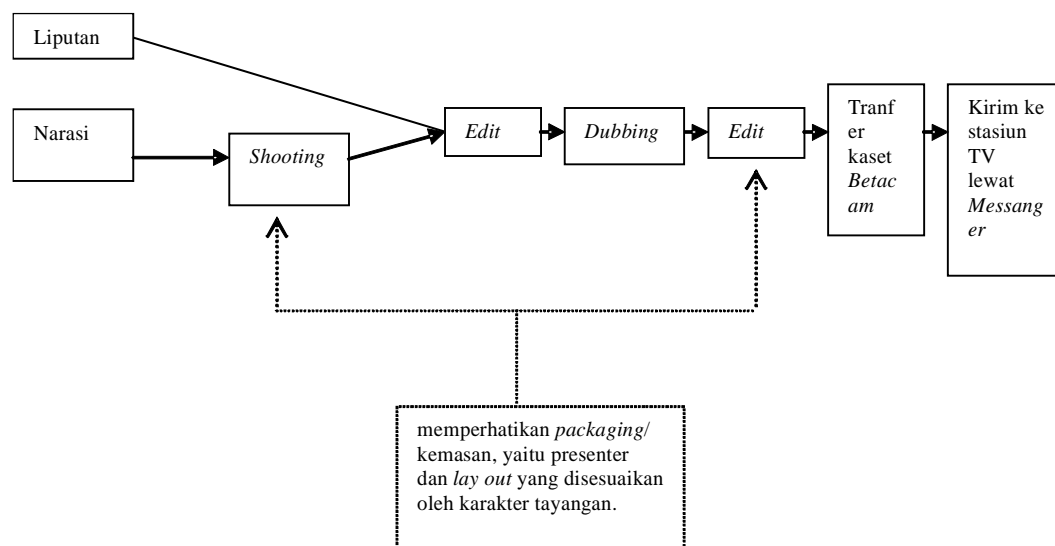 Liputan
Narasi
Shooting
Edit
Dubbing
Edit
Tranf
er
kaset
Betac
am
Kirim ke
stasiun
TV
lewat
Messang
er
memperhatikan packaging/
kemasan, yaitu presenter
dan lay out yang disesuaikan
oleh karakter tayangan.